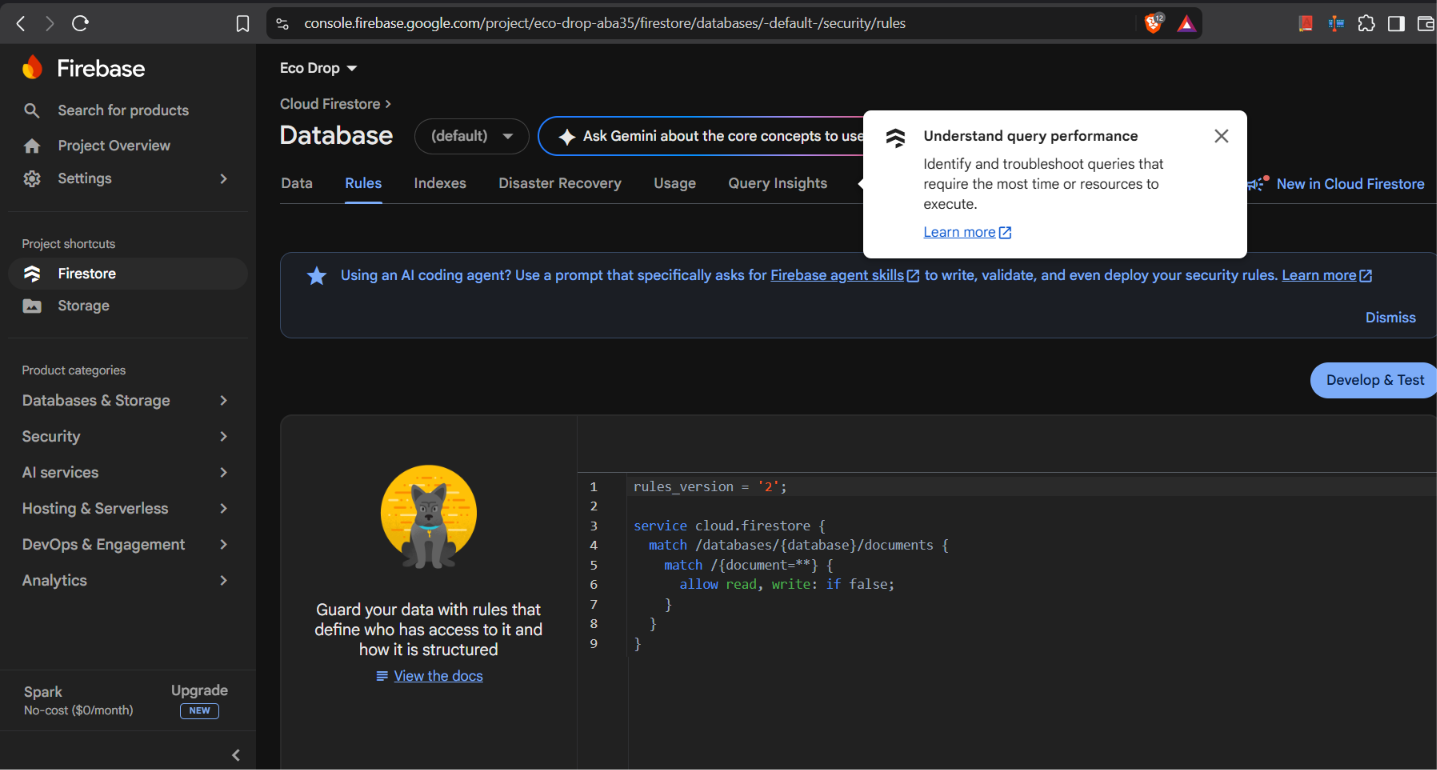 console.firebase.google.com/project/eco-drop-aba35/firestore/databases/-default-/security/rules
12
Firebase
Search for products
Project Overview
Settings
Project shortcuts
Firestore
Storage
Product categories
Databases & Storage
Security
AI services
Hosting & Serverless
DevOps & Engagement
Analytics
Spark
No-cost ($0/month)
Upgrade
NEW
Eco Drop
Cloud Firestore
Database
(default)
Ask Gemini about the core concepts to use
Data
Rules
Indexes
Disaster Recovery
Usage
Query Insights
New in Cloud Firestore
Understand query performance
Identify and troubleshoot queries that
require the most time or resources to
execute.
Learn more
Using an AI coding agent? Use a prompt that specifically asks for Firebase agent skills to write, validate, and even deploy your security rules. Learn more
Dismiss
Develop & Test
Guard your data with rules that
define who has access to it and
how it is structured
View the docs
1 rules_version = '2';
2
3 service cloud.firestore {
4 match /databases/{database}/documents {
5 match /{document=**} {
6 allow read, write: if false;
7 }
8 }
9 }